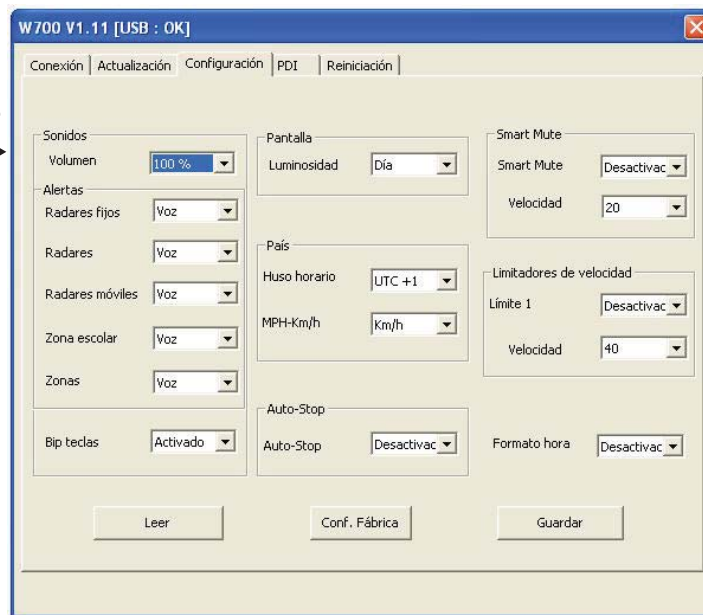 W700 V1.11 [USB : OK]
Conexión Actualización Configuración PDI Reiniciación
Sonidos
Volumen 100 %
Alertas
Radares fijos Voz
Radares Voz
Radares móviles Voz
Zona escolar Voz
Zonas Voz
Bip teclas Activado
Pantalla
Luminosidad Día
País
Huso horario UTC +1
MPH-Km/h Km/h
Auto-Stop
Auto-Stop Desactivac
Smart Mute
Smart Mute Desactivac
Velocidad 20
Limitadores de velocidad
Límite 1 Desactivac
Velocidad 40
Formato hora Desactivac
Leer Conf. Fábrica Guardar